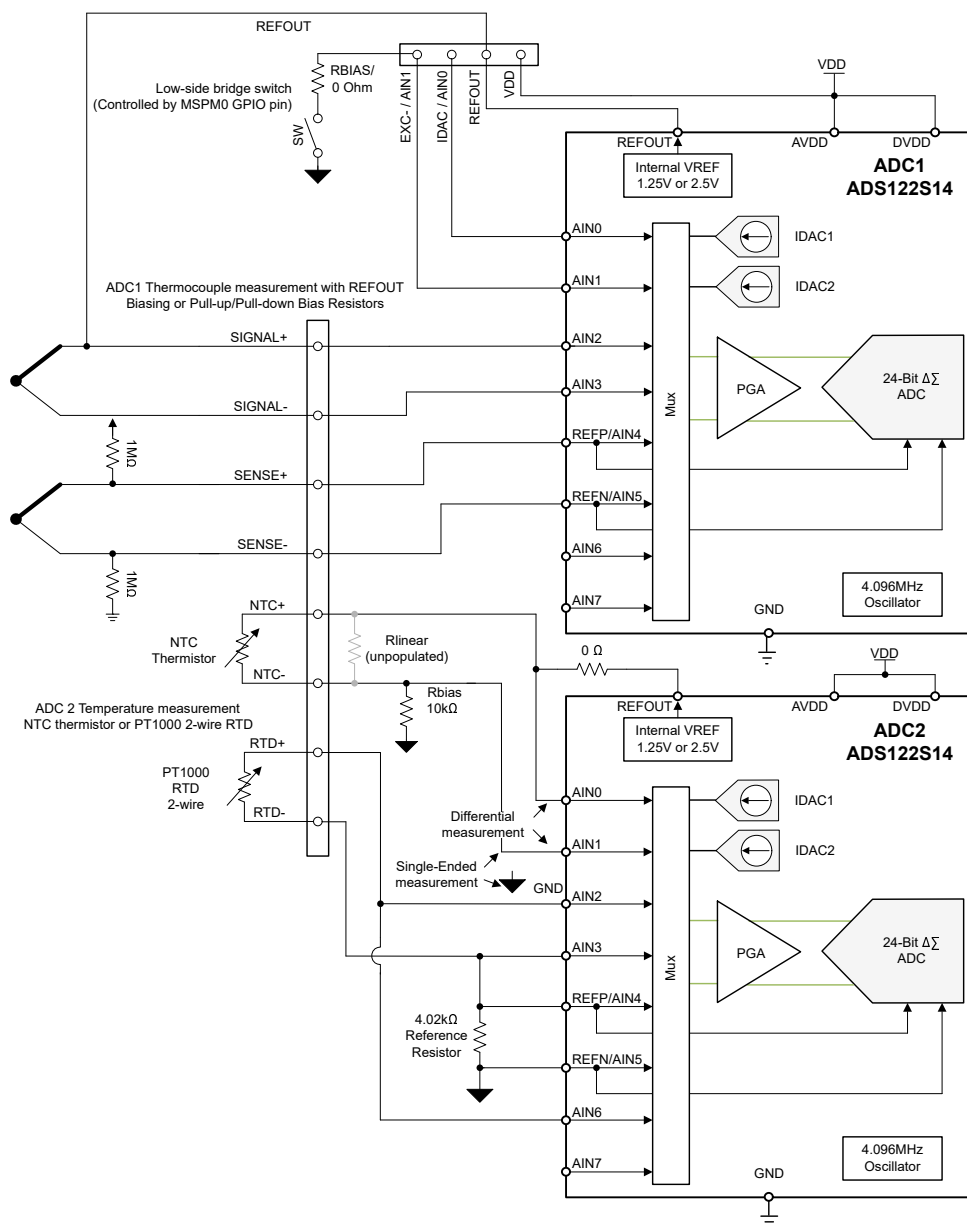 REFOUT
VDD
RBIAS/
0 Ohm
Low-side bridge switch
(Controlled by MSPM0 GPIO pin)
SW
EXC- / AIN1
IDAC / AIN0
REFOUT
VDD
REFOUT
AVDD
DVDD
Internal VREF
1.25V or 2.5V
ADC1
ADS122S14
AIN0
IDAC1
AIN1
IDAC2
ADC1 Thermocouple measurement with REFOUT
Biasing or Pull-up/Pull-down Bias Resistors
SIGNAL+
AIN2
Mux
PGA
24-Bit ΔΣ
ADC
SIGNAL-
AIN3
1MΩ
REFP/AIN4
SENSE+
REFN/AIN5
SENSE-
AIN6
1MΩ
AIN7
4.096MHz
Oscillator
GND
NTC+
NTC
Thermistor
Rlinear
(unpopulated)
0 Ω
VDD
NTC-
Rbias
10kΩ
ADC 2 Temperature measurement
NTC thermistor or PT1000 2-wire RTD
REFOUT
AVDD
DVDD
Internal VREF
1.25V or 2.5V
ADC2
ADS122S14
RTD+
PT1000
RTD
2-wire
RTD-
AIN0
IDAC1
Differential
measurement
AIN1
IDAC2
Single-Ended
measurement
GND
AIN2
Mux
PGA
24-Bit ΔΣ
ADC
AIN3
REFP/AIN4
4.02kΩ
Reference
Resistor
REFN/AIN5
AIN6
AIN7
4.096MHz
Oscillator
GND